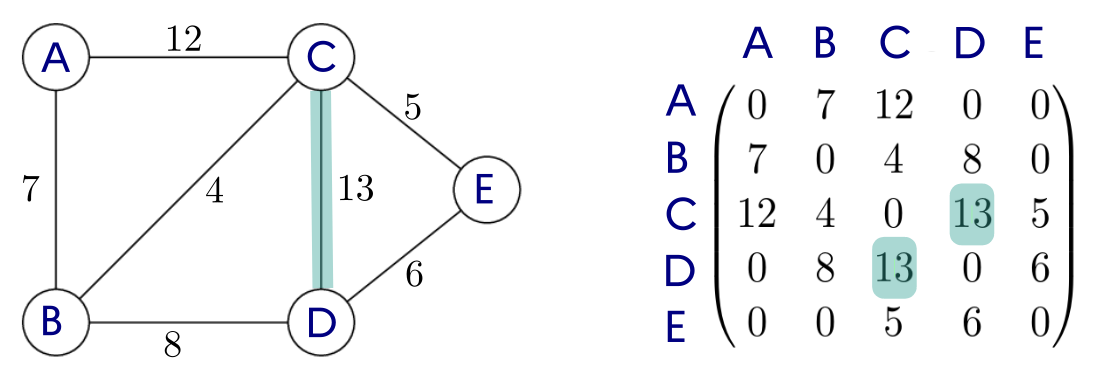 A 12 C
5
7 4 13 E
6
B 8 D
A B C D E
A 0 7 12 0 0
B 7 0 4 8 0
C 12 4 0 13 5
D 0 8 13 0 6
E 0 0 5 6 0